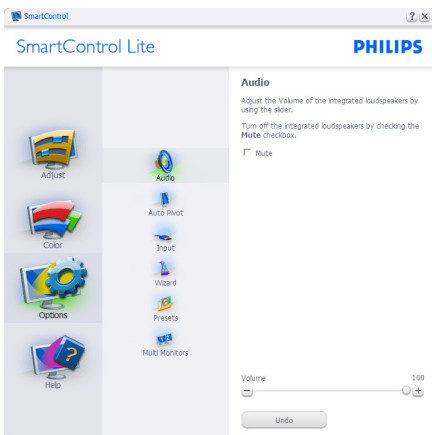 SmartControl
SmartControl Lite
PHILIPS
Adjust
Color
Options
Help
Audio
Auto Pivot
Input
Wizard
Presets
Multi Monitors
Audio
Adjust the Volume of the integrated loudspeakers by
using the slider.
Turn off the integrated loudspeakers by checking the
Mute checkbox.
Mute
Volume 100
Undo